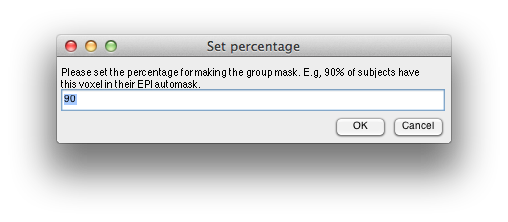 Set percentage
Please set the percentage for making the group mask. E.g, 90% of subjects have
this voxel in their EPI automask.
90
OK Cancel